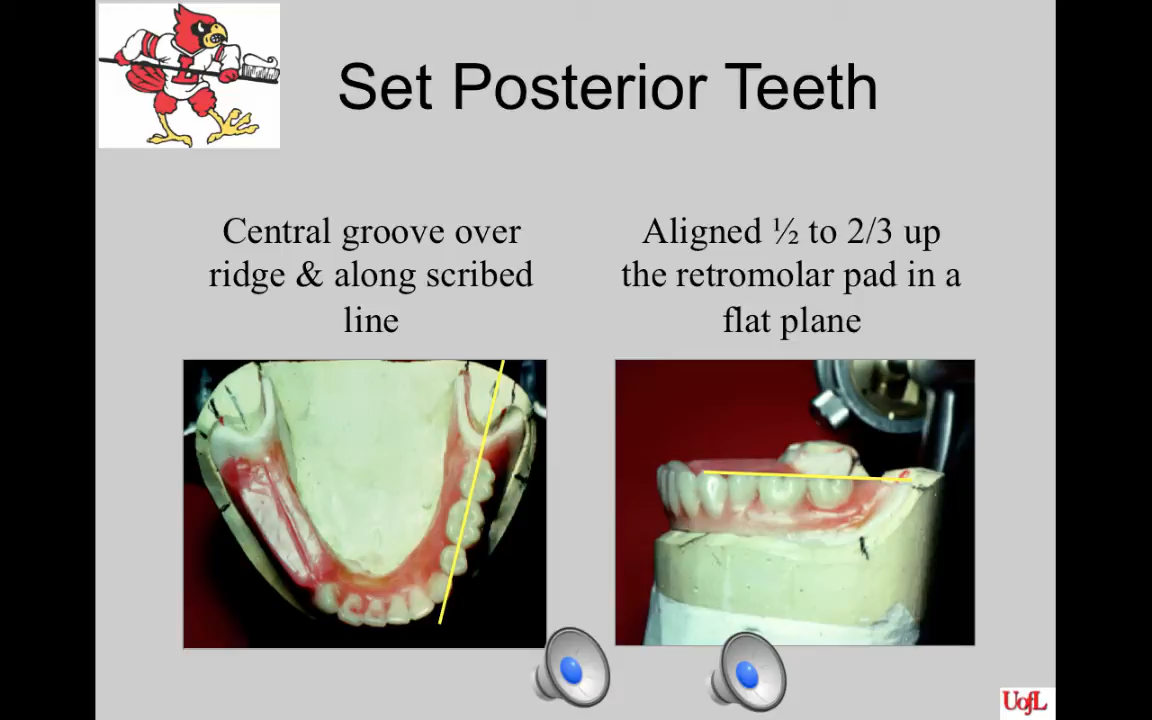 Set Posterior Teeth
Central groove over
ridge & along scribed
line
Aligned ½ to 2/3 up
the retromolar pad in a
flat plane
L
UofL